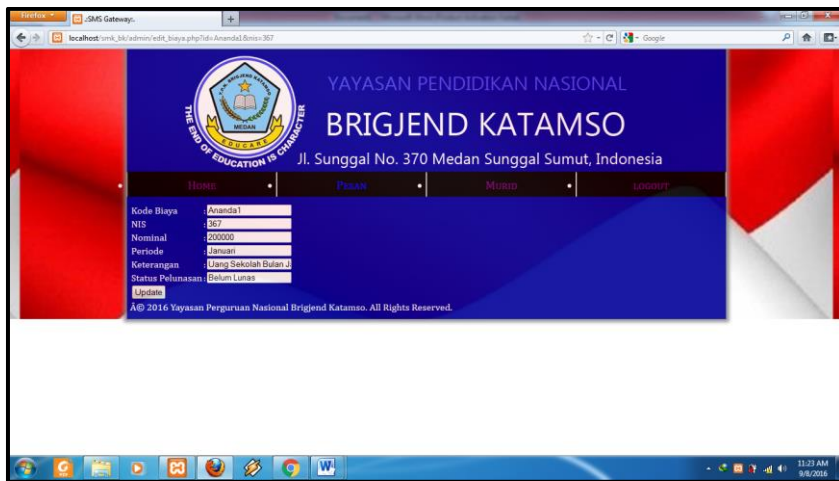 Firefox
.:SMS Gateway:.
localhost/smk_bk/admin/edit_biaya.php?id=Ananda1&nis=367
Google
YAYASAN PENDIDIKAN NASIONAL
BRIGJEND KATAMSO
Jl. Sunggal No. 370 Medan Sunggal Sumut, Indonesia
MEDAN
EDUCARE
THE END OF EDUCATION IS CHARACTER
HOME
PESAN
MURID
LOGOUT
Kode Biaya : Ananda1
NIS : 367
Nominal : 200000
Periode : Januari
Keterangan : Uang Sekolah Bulan Ja
Status Pelunasan : Belum Lunas
Update
Â© 2016 Yayasan Perguruan Nasional Brigjend Katamso. All Rights Reserved.
11:23 AM
9/8/2016